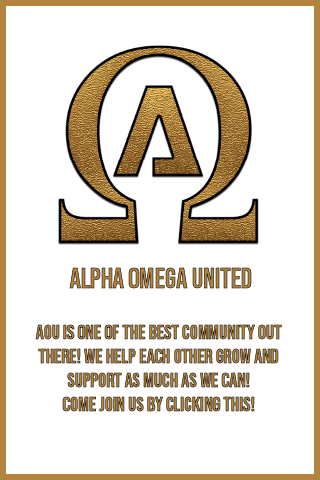 ALPHA OMEGA UNITED
AOU IS ONE OF THE BEST COMMUNITY OUT
THERE! WE HELP EACH OTHER GROW AND
SUPPORT AS MUCH AS WE CAN!
COME JOIN US BY CLICKING THIS!